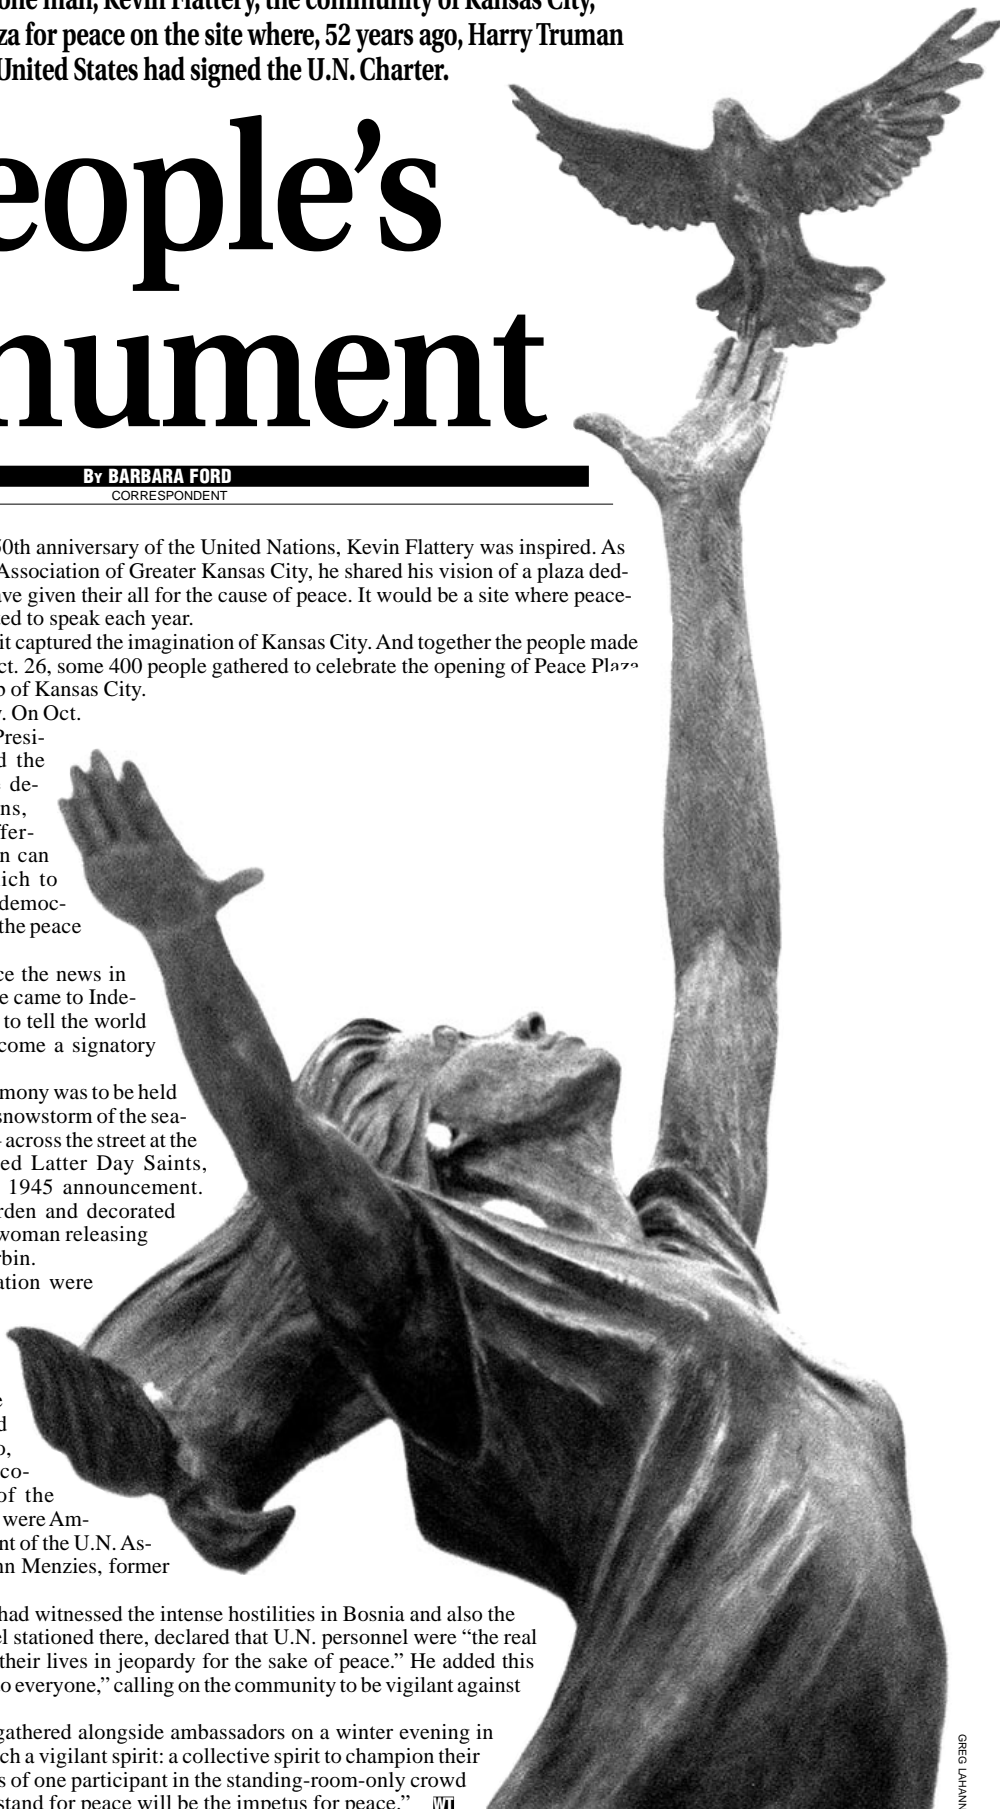 one man, Kevin Flattery, the community of Kansas City,
za for peace on the site where, 52 years ago, Harry Truman
United States had signed the U.N. Charter.
eople’s
nument
BY BARBARA FORD
CORRESPONDENT
50th anniversary of the United Nations, Kevin Flattery was inspired. As
Association of Greater Kansas City, he shared his vision of a plaza ded-
ave given their all for the cause of peace. It would be a site where peace-
ted to speak each year.
it captured the imagination of Kansas City. And together the people made
ct. 26, some 400 people gathered to celebrate the opening of Peace Plaza
p of Kansas City.
y. On Oct.
Presi-
d the
e de-
ns,
ffer-
n can
ich to
democ-
the peace
ce the news in
e came to Inde-
to tell the world
come a signatory
mony was to be held
snowstorm of the sea-
across the street at the
ed Latter Day Saints,
1945 announcement.
rden and decorated
woman releasing
rbin.
ation were
e
d
o,
co-
of the
were Am-
nt of the U.N. As-
nn Menzies, former
had witnessed the intense hostilities in Bosnia and also the
el stationed there, declared that U.N. personnel were “the real
their lives in jeopardy for the sake of peace.” He added this
o everyone,” calling on the community to be vigilant against
gathered alongside ambassadors on a winter evening in
ch a vigilant spirit: a collective spirit to champion their
s of one participant in the standing-room-only crowd
stand for peace will be the impetus for peace.” WT
GREG LAHANN